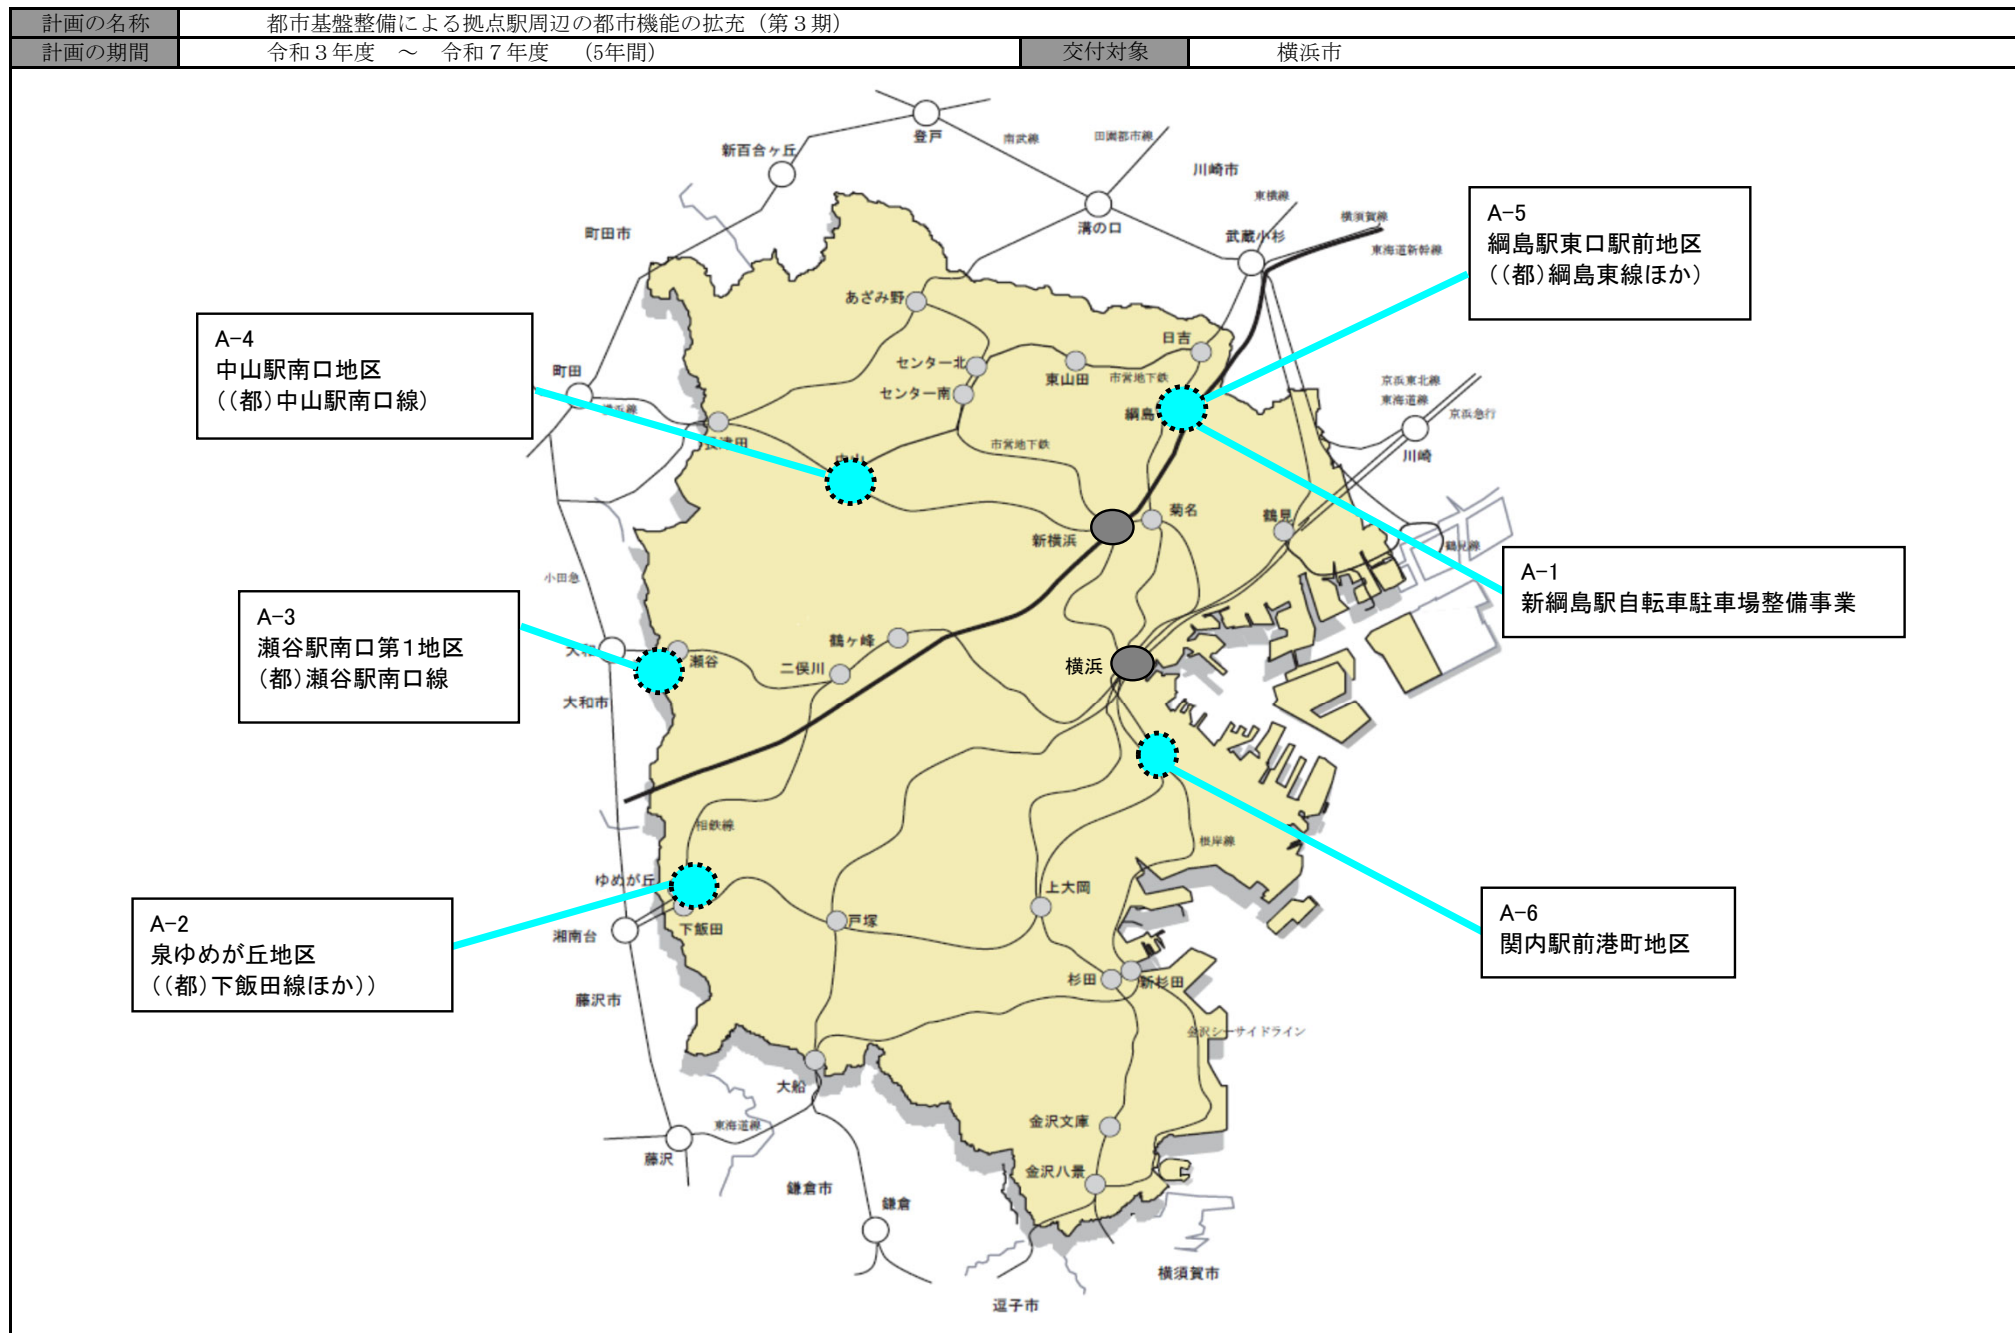 計画の名称 都市基盤整備による拠点駅周辺の都市機能の拡充（第３期）
計画の期間 令和３年度　～　令和７年度　（5年間） 交付対象 横浜市
登戸
南武線
田園都市線
新百合ヶ丘
川崎市
東横線
横須賀線
東海道新幹線
町田市
溝の口
武蔵小杉
A-5
綱島駅東口駅前地区
（(都)綱島東線ほか）
あざみ野
A-4
中山駅南口地区
（(都)中山駅南口線）
日吉
センター北
東山田
市営地下鉄
町田
横浜線
センター南
綱島
京浜東北線
東海道線
京浜急行
長津田
市営地下鉄
中山
川崎
菊名
鶴見
新横浜
鶴見線
小田急
A-1
新綱島駅自転車駐車場整備事業
A-3
瀬谷駅南口第1地区
(都)瀬谷駅南口線
鶴ヶ峰
大和
瀬谷
二俣川
横浜
大和市
相鉄線
根岸線
ゆめが丘
上大岡
A-2
泉ゆめが丘地区
（(都)下飯田線ほか)）
湘南台
下飯田
戸塚
A-6
関内駅前港町地区
藤沢市
杉田
新杉田
金沢シーサイドライン
大船
東海道線
金沢文庫
藤沢
金沢八景
鎌倉市
鎌倉
横須賀市
逗子市